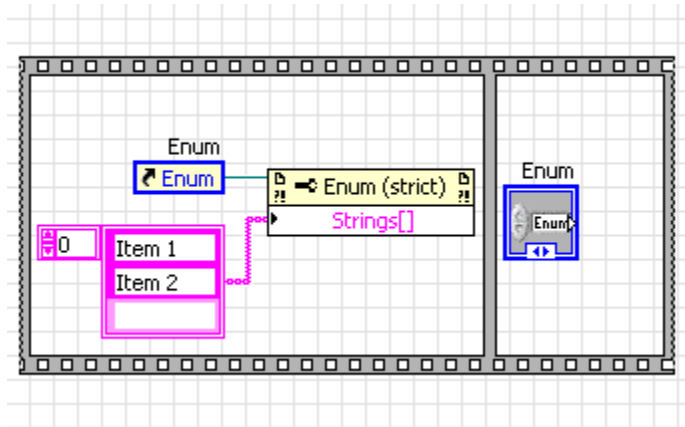 Enum
Enum
?! Enum (strict) ?!
Strings[]
0
Item 1
Item 2
Enum
Enum